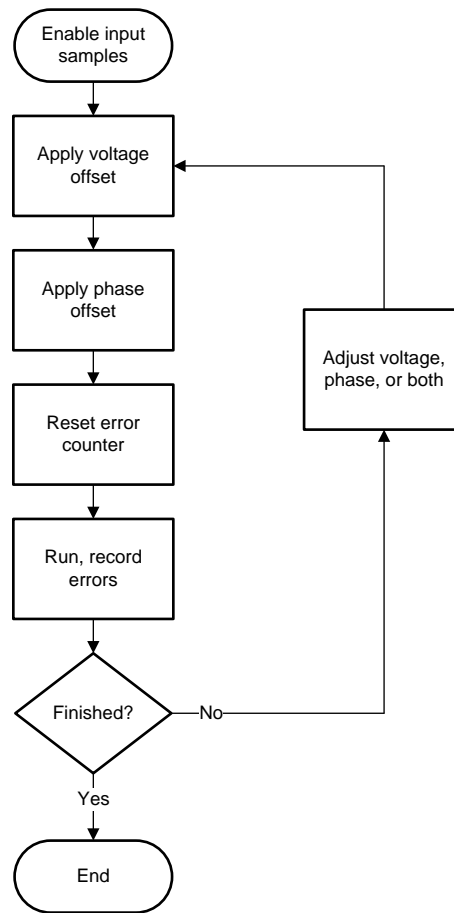 Enable input
samples
Apply voltage
offset
Apply phase
offset
Adjust voltage,
phase, or both
Reset error
counter
Run, record
errors
Finished?
No
Yes
End